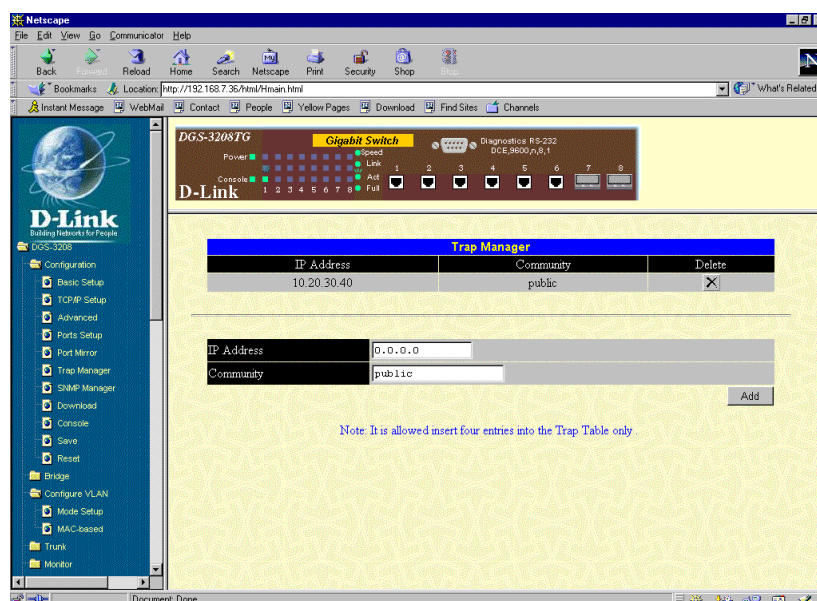 Netscape
File Edit View Go Communicator Help
Back Forward Reload Home Search Netscape Print Security Shop Stop
Bookmarks Location: http://192.168.7.36/html/Hmain.html What's Related
Instant Message WebMail Contact People Yellow Pages Download Find Sites Channels
D-Link
Building Networks for People
DGS-3208
Configuration
Basic Setup
TCP/IP Setup
Advanced
Ports Setup
Port Mirror
Trap Manager
SNMP Manager
Download
Console
Save
Reset
Bridge
Configure VLAN
Mode Setup
MAC-based
Trunk
Monitor
DGS-3208TG
Gigabit Switch
Diagnostics RS-232
DCE,9600,n,8,1
Power
Speed
Link
Console
Act
Full
D-Link
1 2 3 4 5 6 7 8
1 2 3 4 5 6 7 8
Trap Manager
IP Address Community Delete
10.20.30.40 public
IP Address 0.0.0.0
Community public
Add
Note: It is allowed insert four entries into the Trap Table only .
Document: Done